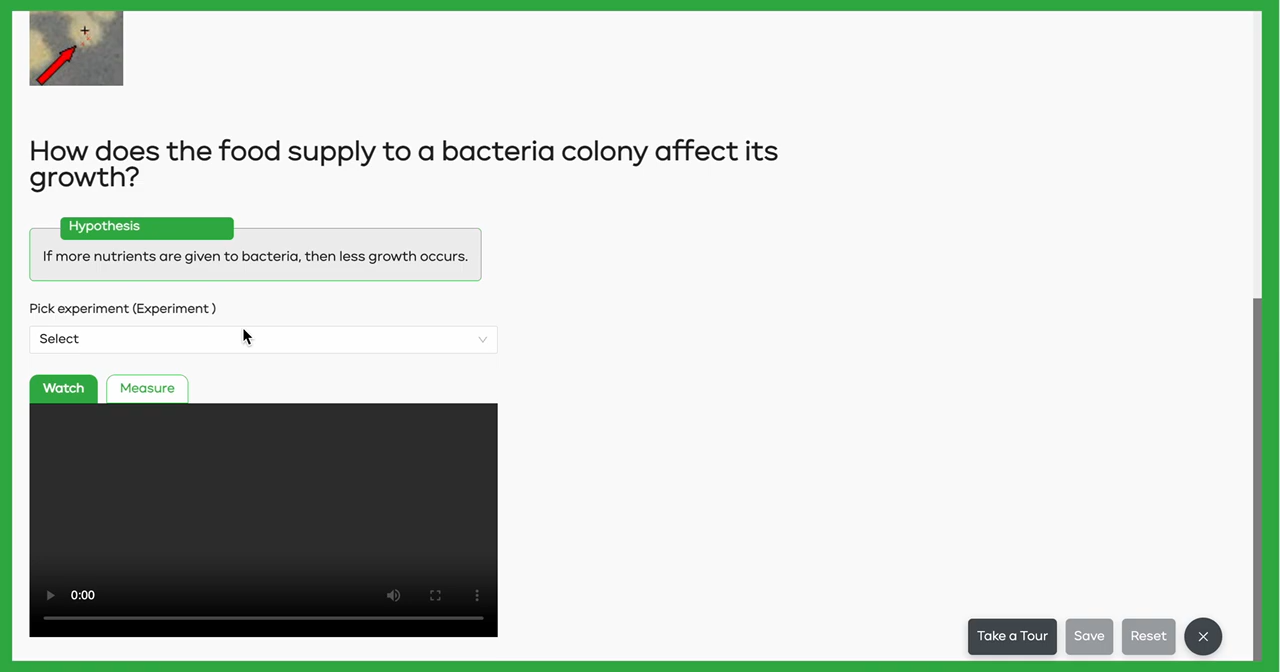 How does the food supply to a bacteria colony affect its
growth?
Hypothesis
If more nutrients are given to bacteria, then less growth occurs.
Pick experiment (Experiment )
Select
Watch
Measure
0:00
Take a Tour
Save
Reset